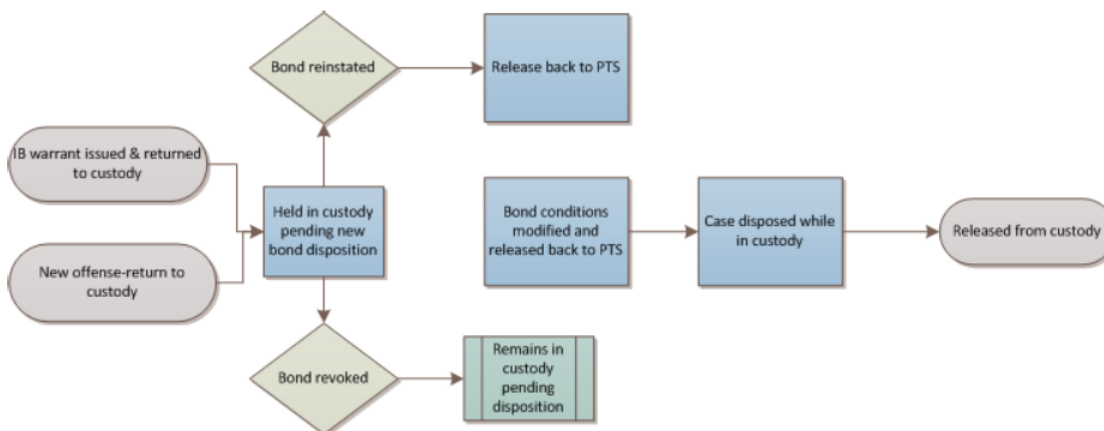 Bond reinstated
Release back to PTS
IB warrant issued & returned
to custody
Held in custody
pending new
bond disposition
Bond conditions
modified and
released back to PTS
Case disposed while
in custody
Released from custody
New offense-return to
custody
Bond revoked
Remains in
custody
pending
disposition